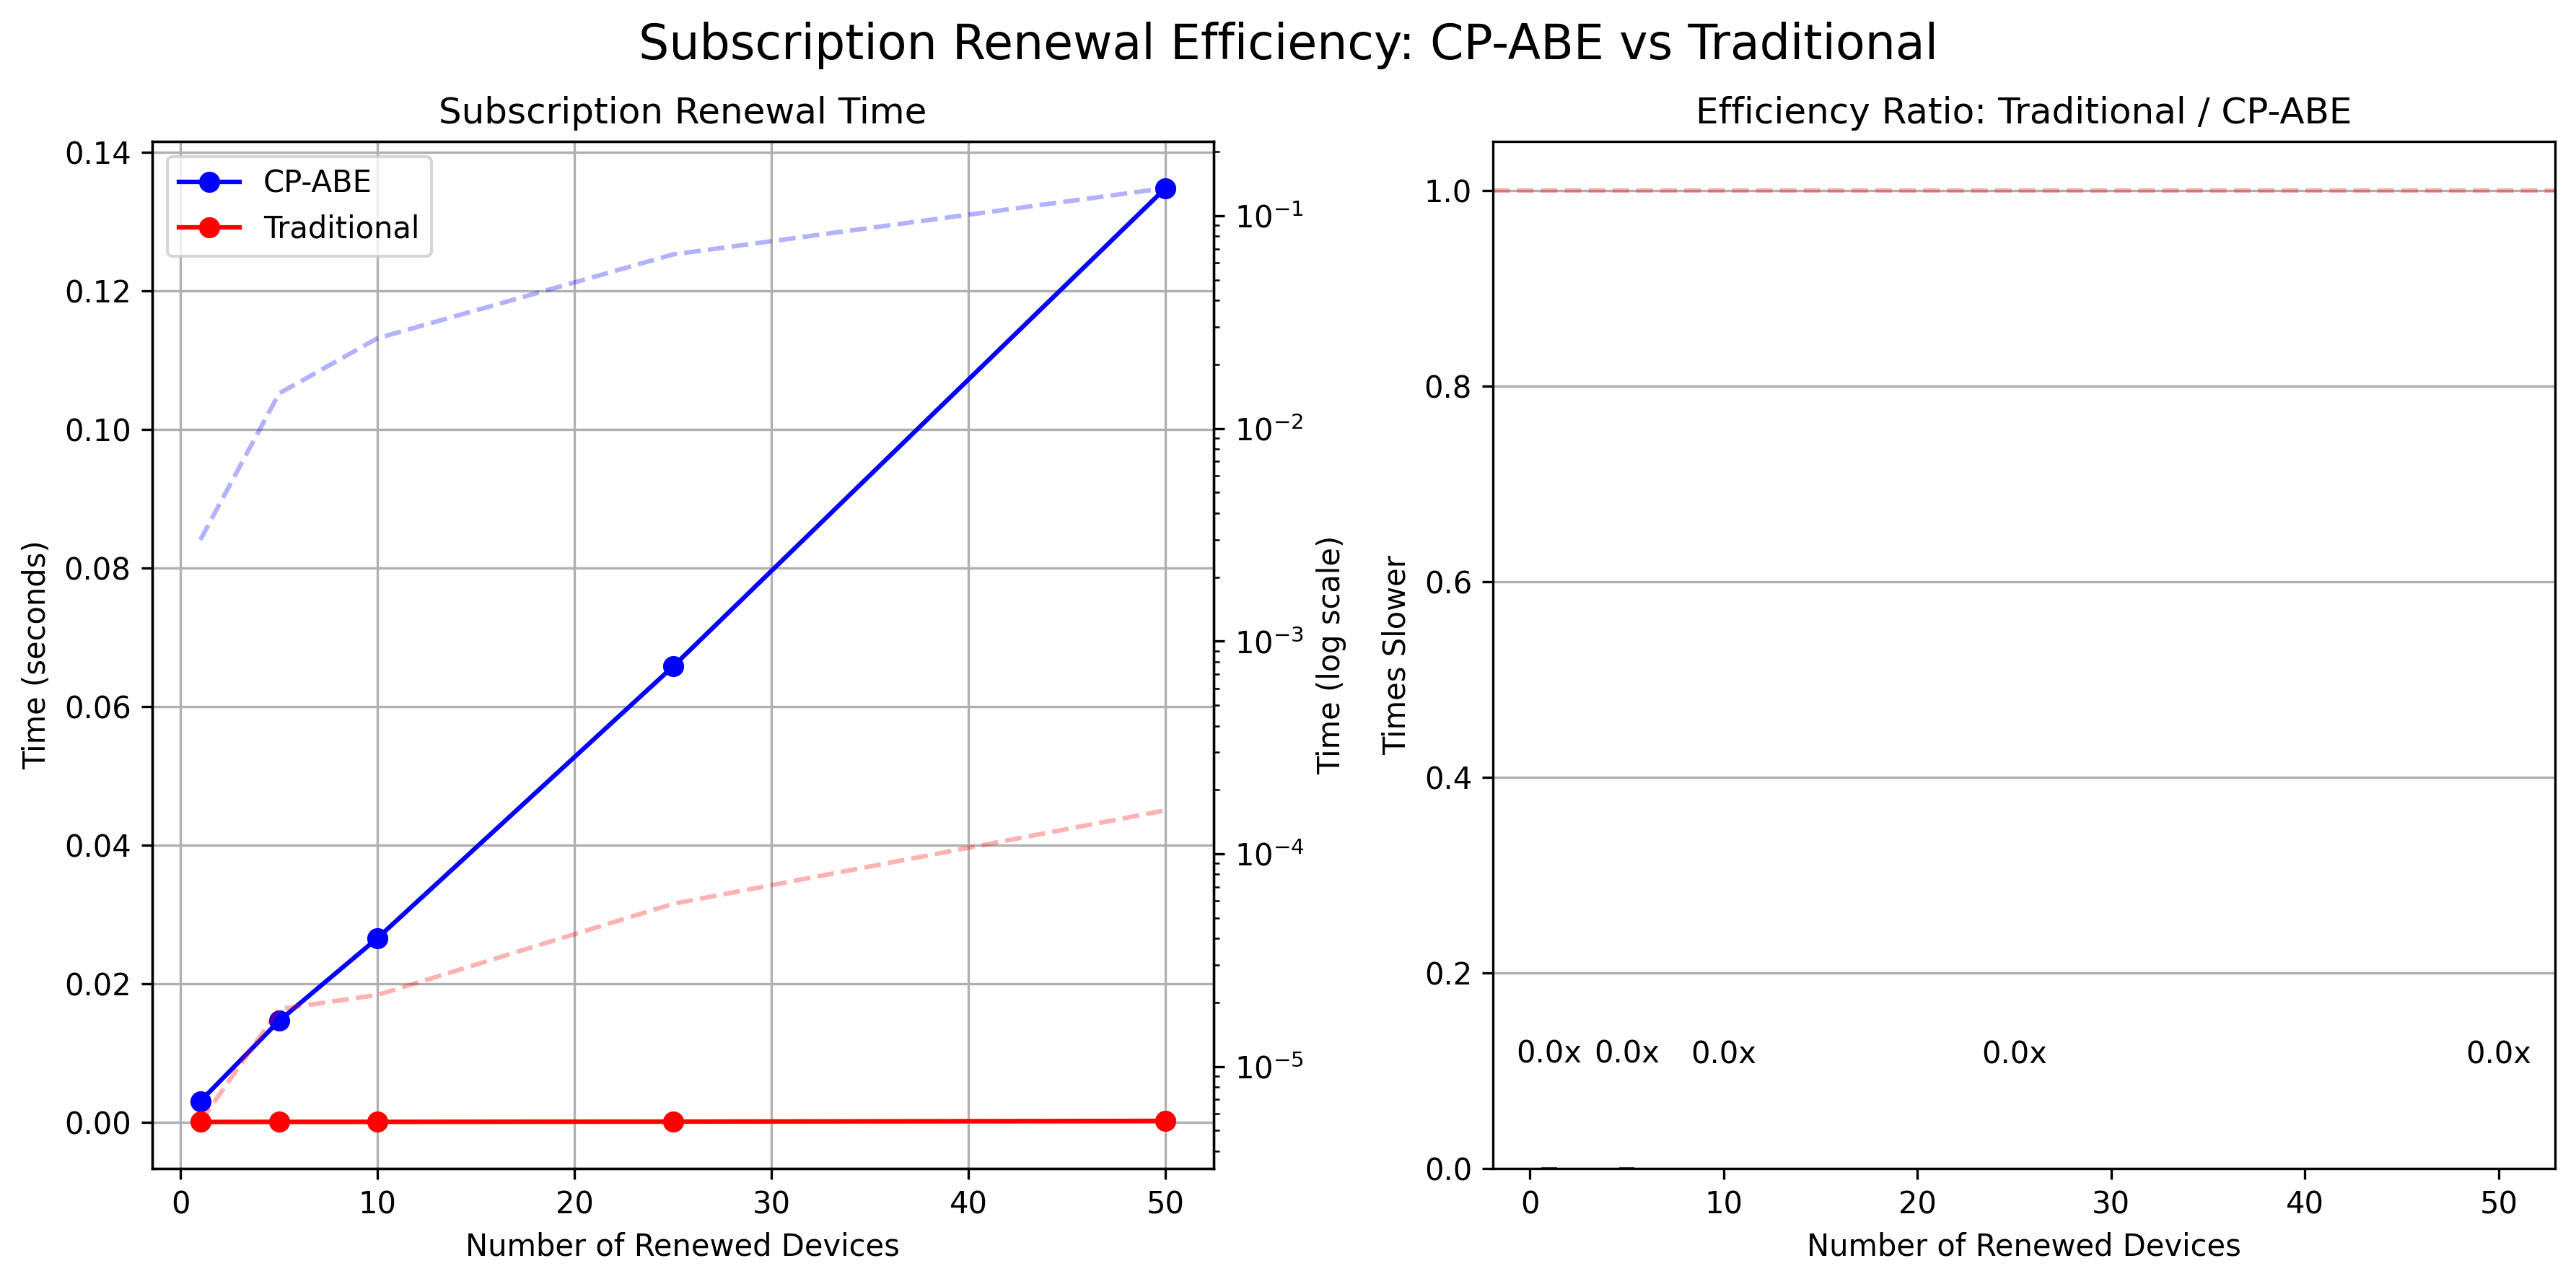 Subscription Renewal Efficiency: CP-ABE vs Traditional
Subscription Renewal Time
CP-ABE
Traditional
0.14
0.12
0.10
0.08
0.06
0.04
0.02
0.00
Time (seconds)
0 10 20 30 40 50
Number of Renewed Devices
10⁻¹
10⁻²
10⁻³
10⁻⁴
10⁻⁵
Time (log scale)
Efficiency Ratio: Traditional / CP-ABE
1.0
0.8
0.6
0.4
0.2
0.0
Times Slower
0.0x 0.0x 0.0x 0.0x 0.0x
0 10 20 30 40 50
Number of Renewed Devices